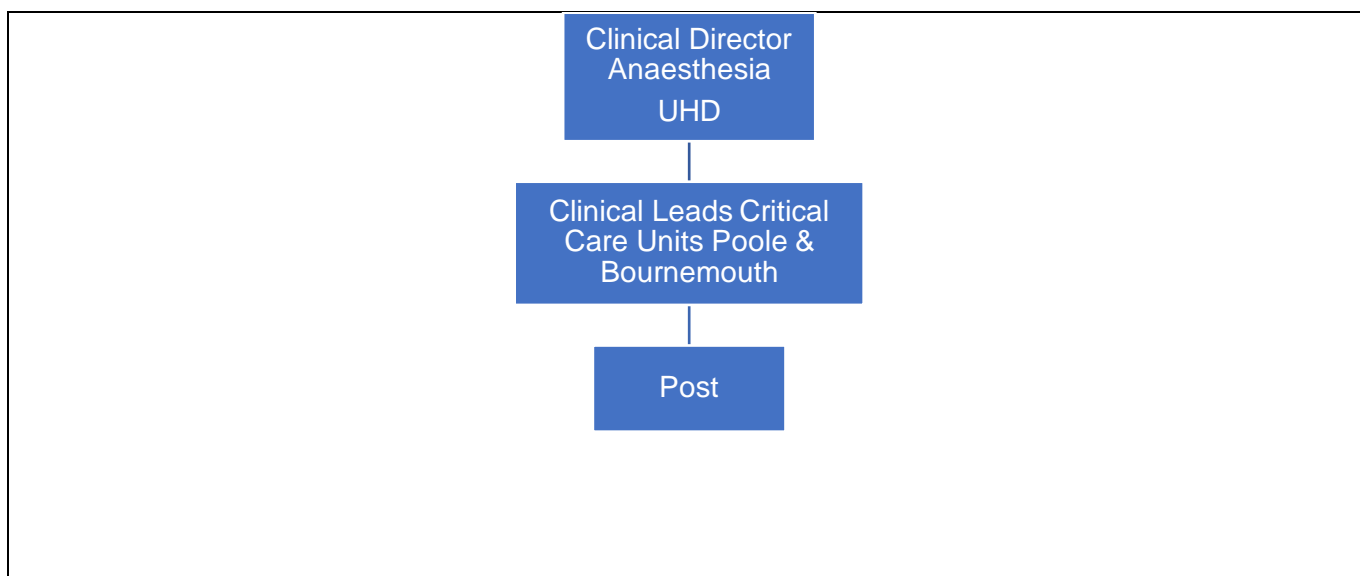 Clinical Director
Anaesthesia
UHD
Clinical Leads Critical
Care Units Poole &
Bournemouth
Post